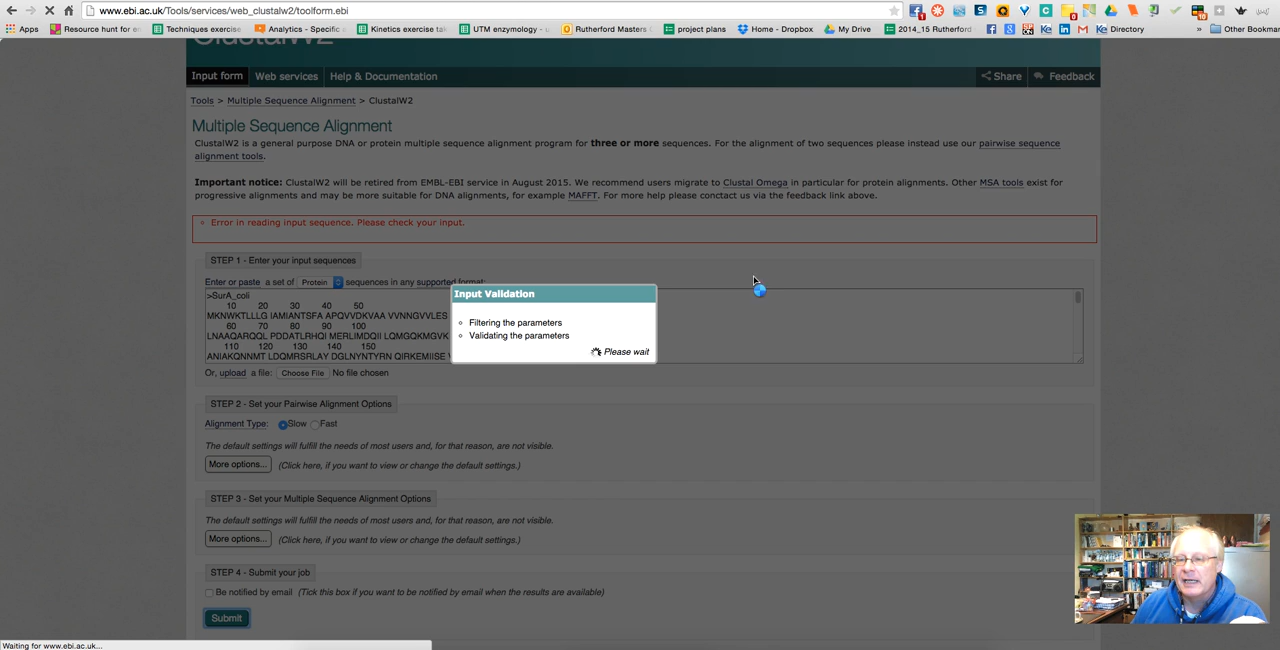 www.ebi.ac.uk/Tools/services/web_clustalw2/toolform.ebi
Apps Resource hunt for e Techniques exercise Analytics - Specific Kinetics exercise tak UTM enzymology - Rutherford Masters project plans Home - Dropbox My Drive 2014_15 Rutherford Directory » Other Bookmar
ClustalW2
Input form Web services Help & Documentation Share Feedback
Tools > Multiple Sequence Alignment > ClustalW2
Multiple Sequence Alignment
ClustalW2 is a general purpose DNA or protein multiple sequence alignment program for three or more sequences. For the alignment of two sequences please instead use our pairwise sequence
alignment tools.
Important notice: ClustalW2 will be retired from EMBL-EBI service in August 2015. We recommend users migrate to Clustal Omega in particular for protein alignments. Other MSA tools exist for
progressive alignments and may be more suitable for DNA alignments, for example MAFFT. For more help please conctact us via the feedback link above.
Error in reading input sequence. Please check your input.
STEP 1 - Enter your input sequences
Enter or paste a set of Protein sequences in any supported format:
>SurA_coli
10 20 30 40 50
MKNWKTLLLG IAMIANTSFA APQVVDKVAA VVNNGVVLES
60 70 80 90 100
LNAAQARQQL PDDATLRHQI MERLIMDQII LQMGQKMGVK
110 120 130 140 150
ANIAKQNNMT LDQMRSRLAY DGLNYNTYRN QIRKEMIISE
Input Validation
Filtering the parameters
Validating the parameters
Please wait
Or, upload a file: Choose File No file chosen
STEP 2 - Set your Pairwise Alignment Options
Alignment Type: Slow Fast
The default settings will fulfill the needs of most users and, for that reason, are not visible.
More options... (Click here, if you want to view or change the default settings.)
STEP 3 - Set your Multiple Sequence Alignment Options
The default settings will fulfill the needs of most users and, for that reason, are not visible.
More options... (Click here, if you want to view or change the default settings.)
STEP 4 - Submit your job
Be notified by email (Tick this box if you want to be notified by email when the results are available)
Submit
Waiting for www.ebi.ac.uk...